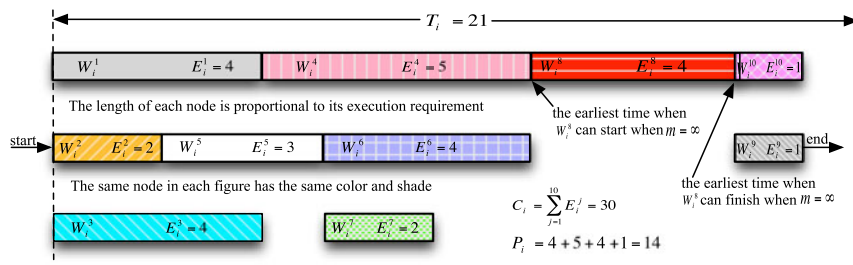 T_i = 21
W_i^1 E_i^1 = 4 W_i^4 E_i^4 = 5 W_i^8 E_i^8 = 4 W_i^10 E_i^10 = 1
The length of each node is proportional to its execution requirement
the earliest time when
W_i^8 can start when m = ∞
start W_i^2 E_i^2 = 2 W_i^5 E_i^5 = 3 W_i^6 E_i^6 = 4 W_i^9 E_i^9 = 1 end
The same node in each figure has the same color and shade
the earliest time when
W_i^8 can finish when m = ∞
W_i^3 E_i^3 = 4 W_i^7 E_i^7 = 2
C_i = ∑_{j=1}^{10} E_i^j = 30
P_i = 4 + 5 + 4 + 1 = 14